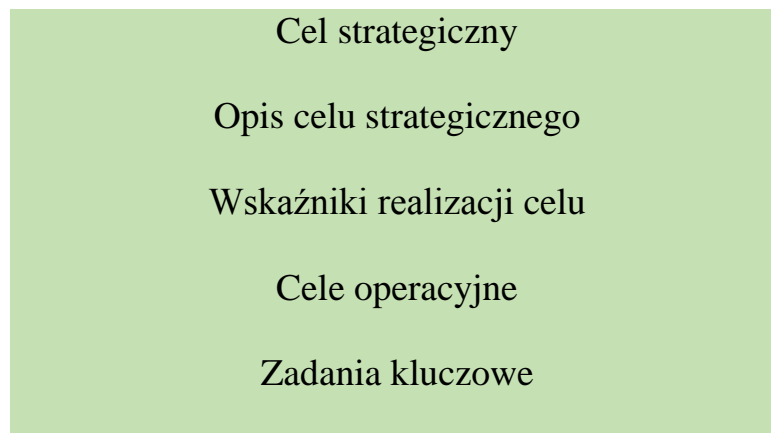 Cel strategiczny
Opis celu strategicznego
Wskaźniki realizacji celu
Cele operacyjne
Zadania kluczowe